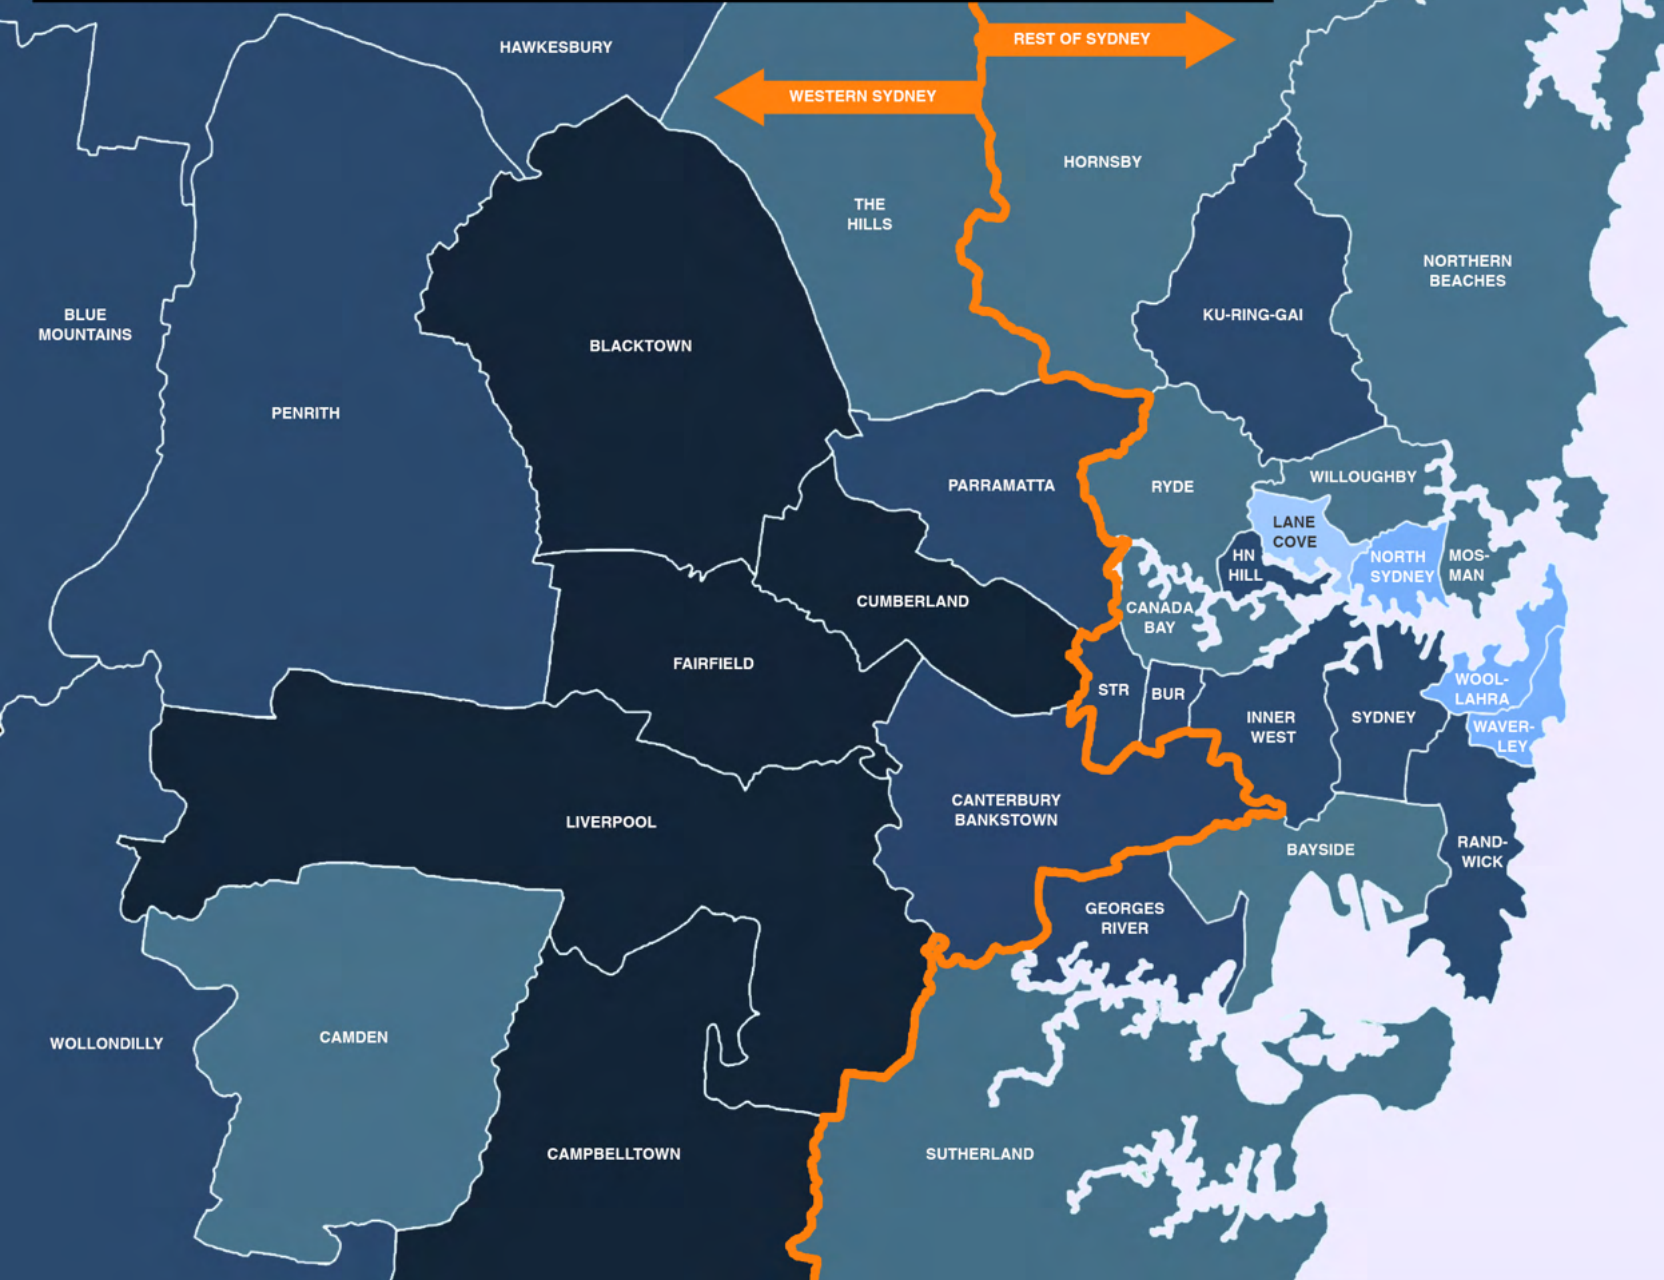 HAWKESBURY
REST OF SYDNEY
WESTERN SYDNEY
HORNSBY
THE
HILLS
NORTHERN
BEACHES
BLUE
MOUNTAINS
KU-RING-GAI
BLACKTOWN
PENRITH
PARRAMATTA
RYDE
WILLOUGHBY
LANE
COVE
HN
HILL
NORTH
SYDNEY
MOS-
MAN
CUMBERLAND
CANADA
BAY
FAIRFIELD
STR
BUR
INNER
WEST
SYDNEY
WOOL-
LAHRA
WAVER-
LEY
LIVERPOOL
CANTERBURY
BANKSTOWN
BAYSIDE
RAND-
WICK
GEORGES
RIVER
WOLLONDILLY
CAMDEN
CAMPBELLTOWN
SUTHERLAND